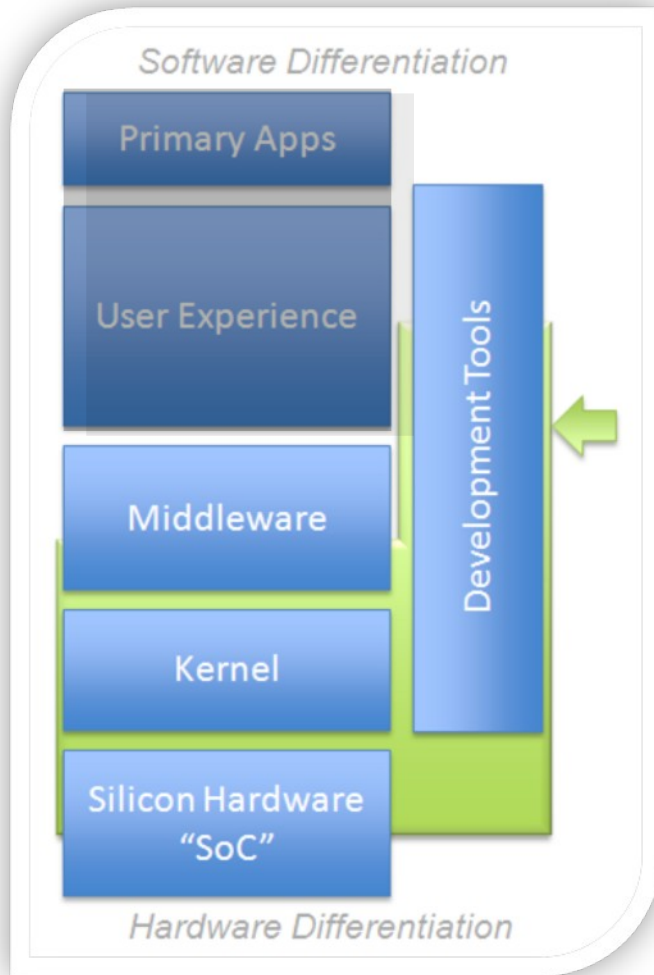 Software Differentiation
Primary Apps
User Experience
Development Tools
Middleware
Kernel
Silicon Hardware
“SoC”
Hardware Differentiation